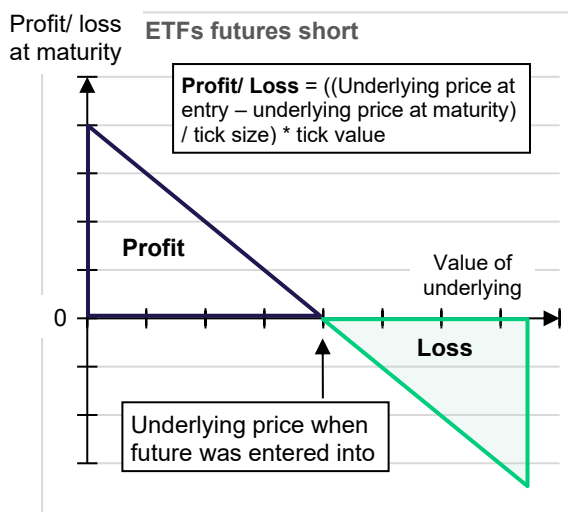 Profit/ loss
at maturity
ETFs futures short
Profit/ Loss = ((Underlying price at
entry – underlying price at maturity)
/ tick size) * tick value
Profit
Value of
underlying
0
Loss
Underlying price when
future was entered into